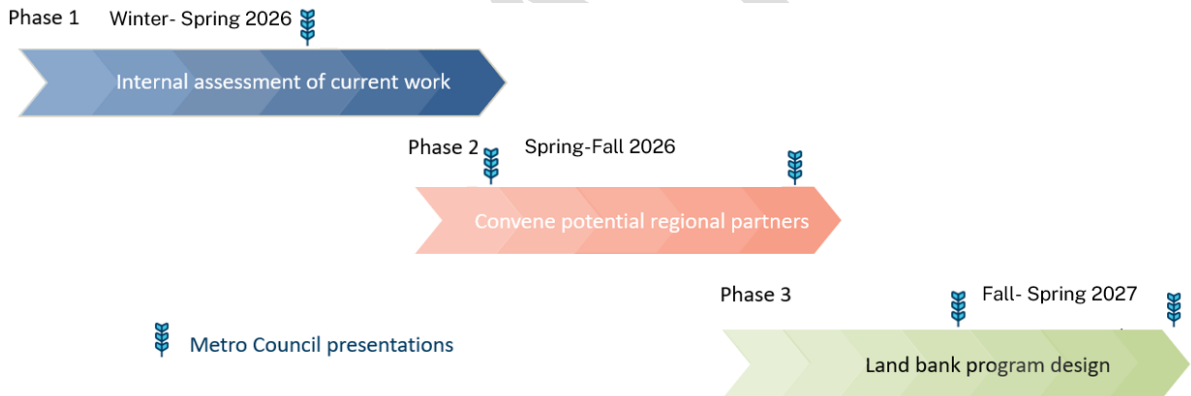 Phase 1 Winter- Spring 2026
Internal assessment of current work
Phase 2 Spring-Fall 2026
Convene potential regional partners
Phase 3 Fall- Spring 2027
Metro Council presentations
Land bank program design